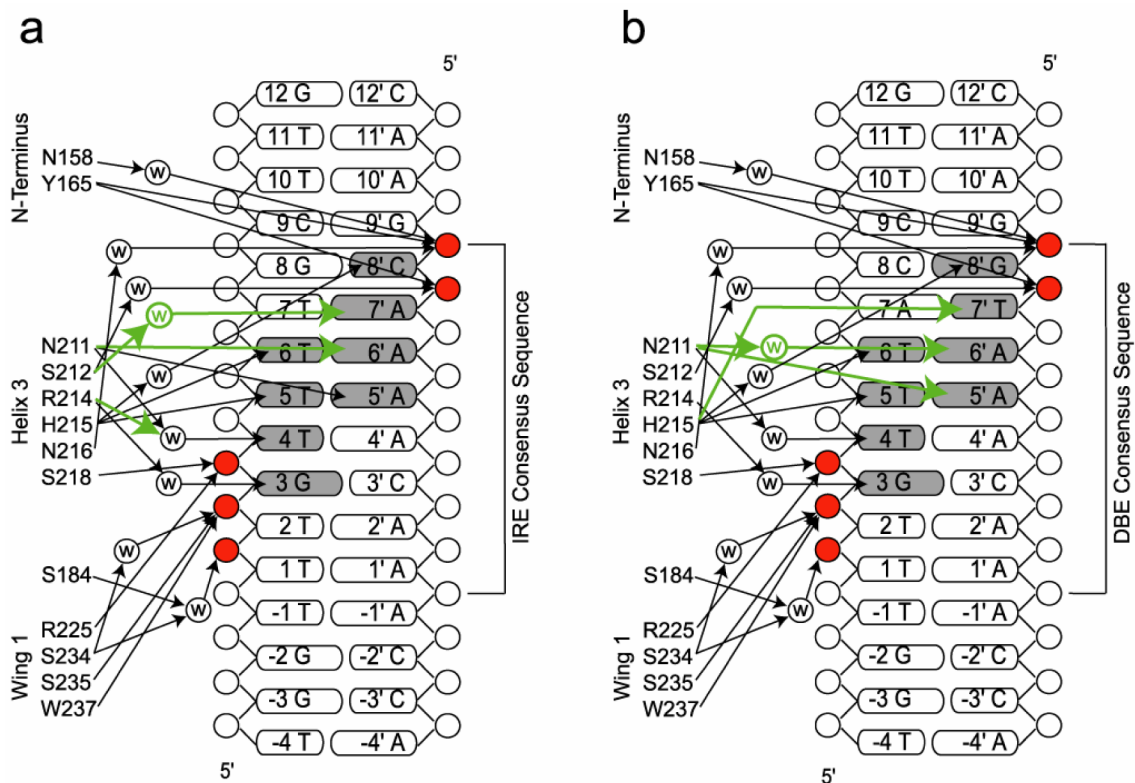 a
5'
12 G 12' C
11 T 11' A
10 T 10' A
9 C 9' G
8 G 8' C
7 T 7' A
6 T 6' A
5 T 5' A
4 T 4' A
3 G 3' C
2 T 2' A
1 T 1' A
-1 T -1' A
-2 G -2' C
-3 G -3' C
-4 T -4' A
5'
N-Terminus
N158
Y165
W
W
W
W
Helix 3
N211
S212
R214
H215
N216
S218
W
W
W
W
Wing 1
S184
R225
S234
S235
W237
W
IRE Consensus Sequence
b
5'
12 G 12' C
11 T 11' A
10 T 10' A
9 C 9' G
8 C 8' G
7 A 7' T
6 T 6' A
5 T 5' A
4 T 4' A
3 G 3' C
2 T 2' A
1 T 1' A
-1 T -1' A
-2 G -2' C
-3 G -3' C
-4 T -4' A
5'
N-Terminus
N158
Y165
W
W
W
W
Helix 3
N211
S212
R214
H215
N216
S218
W
W
W
W
Wing 1
S184
R225
S234
S235
W237
W
DBE Consensus Sequence